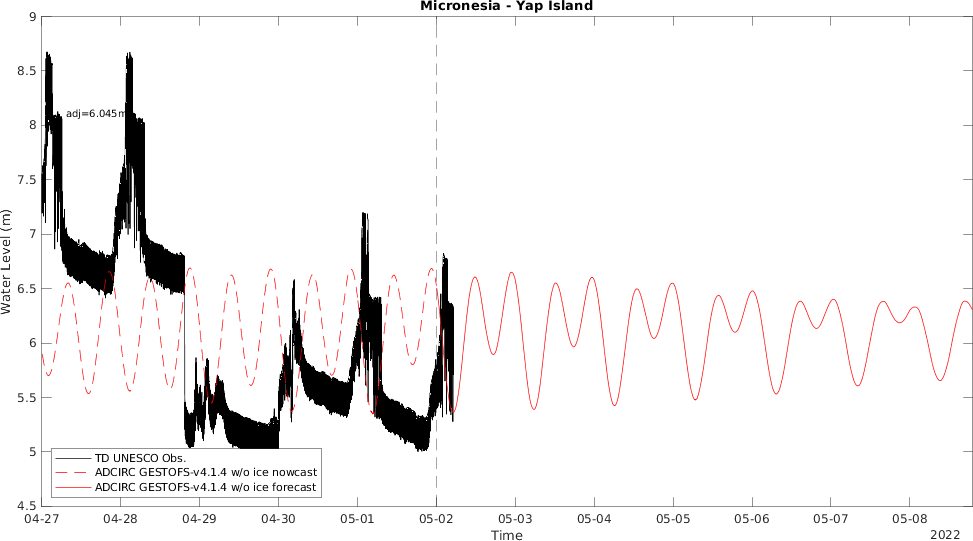 Micronesia - Yap Island
9
8.5
8
7.5
7
6.5
6
5.5
5
4.5
Water Level (m)
adj=6.045m
TD UNESCO Obs.
ADCIRC GESTOFS-v4.1.4 w/o ice nowcast
ADCIRC GESTOFS-v4.1.4 w/o ice forecast
04-27 04-28 04-29 04-30 05-01 05-02 05-03 05-04 05-05 05-06 05-07 05-08
Time
2022